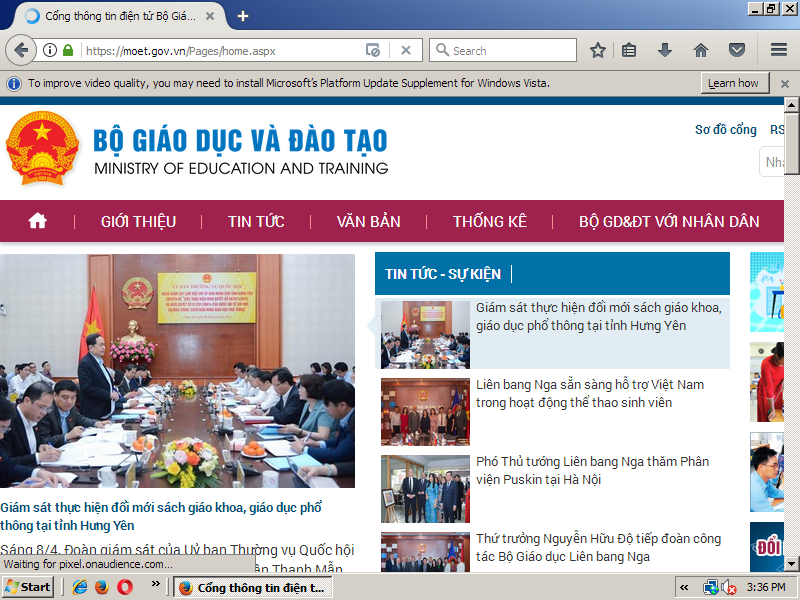 Cổng thông tin điện tử Bộ Giá...
https://moet.gov.vn/Pages/home.aspx
Search
To improve video quality, you may need to install Microsoft's Platform Update Supplement for Windows Vista.
Learn how
Sơ đồ cổng
RS
BỘ GIÁO DỤC VÀ ĐÀO TẠO
MINISTRY OF EDUCATION AND TRAINING
Nhậ
GIỚI THIỆU
TIN TỨC
VĂN BẢN
THỐNG KÊ
BỘ GD&ĐT VỚI NHÂN DÂN
TIN TỨC - SỰ KIỆN
Giám sát thực hiện đổi mới sách giáo khoa,
giáo dục phổ thông tại tỉnh Hưng Yên
Liên bang Nga sẵn sàng hỗ trợ Việt Nam
trong hoạt động thể thao sinh viên
Phó Thủ tướng Liên bang Nga thăm Phân
viện Puskin tại Hà Nội
Thứ trưởng Nguyễn Hữu Độ tiếp đoàn công
tác Bộ Giáo dục Liên bang Nga
ỦY BAN THƯỜNG VỤ QUỐC HỘI
Giám sát thực hiện đổi mới sách giáo khoa, giáo dục phổ
thông tại tỉnh Hưng Yên
Sáng 8/4, Đoàn giám sát của Uỷ ban Thường vụ Quốc hội
ần Thanh Mẫn
ĐỔI
Waiting for pixel.onaudience.com...
Start
Cổng thông tin điện t...
3:36 PM